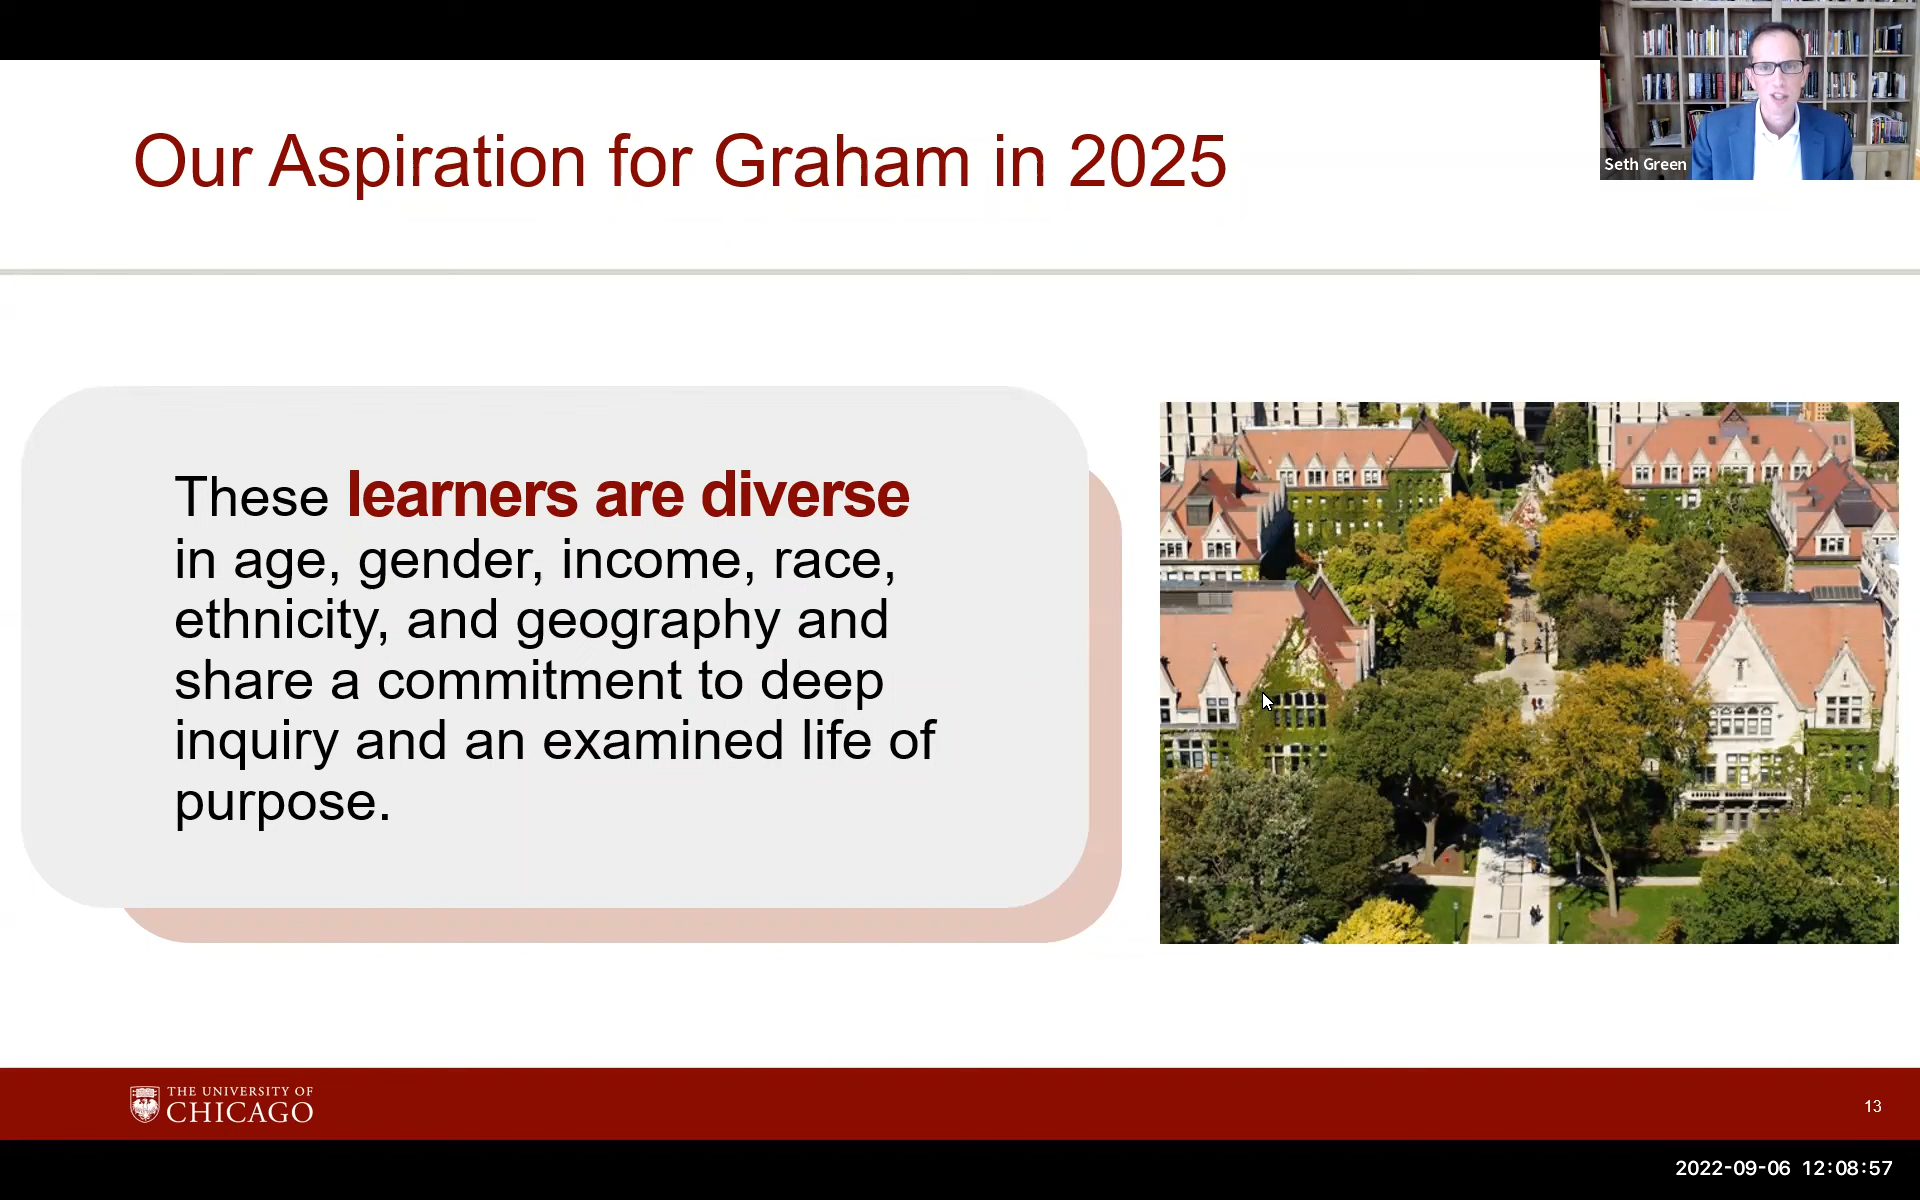 Our Aspiration for Graham in 2025
Seth Green
These learners are diverse
in age, gender, income, race,
ethnicity, and geography and
share a commitment to deep
inquiry and an examined life of
purpose.
THE UNIVERSITY OF
CHICAGO
13
2022-09-06 12:08:57